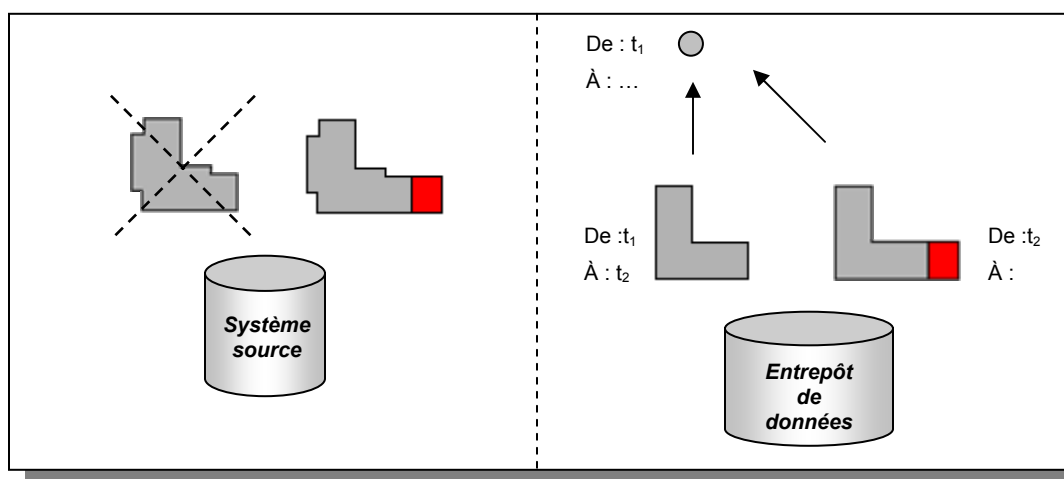 De : t₁
À : …
De :t₁
À : t₂
De :t₂
À :
Système
source
Entrepôt
de
données